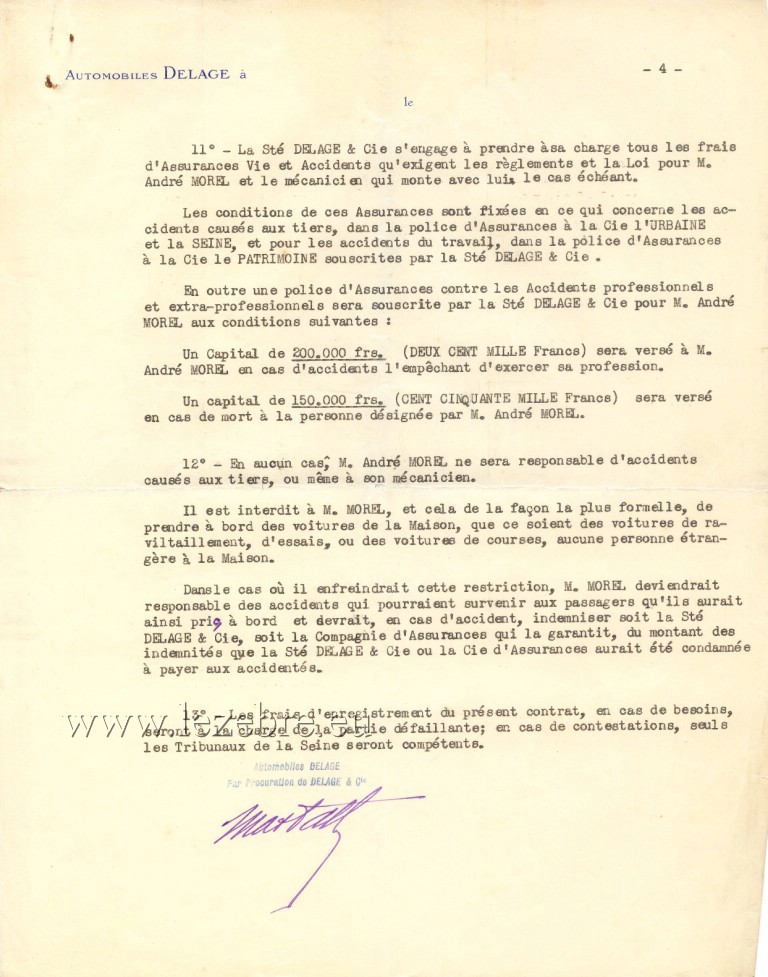 AUTOMOBILES DELAGE à
- 4 -
le
11° - La Sté DELAGE & Cie s'engage à prendre àsa charge tous les frais
d'Assurances Vie et Accidents qu'exigent les règlements et la Loi pour M.
André MOREL et le mécanicien qui monte avec lui, le cas échéant.
Les conditions de ces Assurances sont fixées en ce qui concerne les ac-
cidents causés aux tiers, dans la police d'Assurances à la Cie l'URBAINE
et la SEINE, et pour les accidents du travail, dans la police d'Assurances
à la Cie le PATRIMOINE souscrites par la Sté DELAGE & Cie .
En outre une police d'Assurances contre les Accidents professionnels
et extra-professionnels sera souscrite par la Sté DELAGE & Cie pour M. André
MOREL aux conditions suivantes :
Un Capital de 200.000 frs. (DEUX CENT MILLE Francs) sera versé à M.
André MOREL en cas d'accidents l'empêchant d'exercer sa profession.
Un capital de 150.000 frs. (CENT CINQUANTE MILLE Francs) sera versé
en cas de mort à la personne désignée par M. André MOREL.
12° - En aucun cas, M. André MOREL ne sera responsable d'accidents
causés aux tiers, ou même à son mécanicien.
Il est interdit à M. MOREL, et cela de la façon la plus formelle, de
prendre à bord des voitures de la Maison, que ce soient des voitures de ra-
viltaillement, d'essais, ou des voitures de courses, aucune personne étran-
gère à la Maison.
Dansle cas où il enfreindrait cette restriction, M. MOREL deviendrait
responsable des accidents qui pourraient survenir aux passagers qu'ils aurait
ainsi pris à bord et devrait, en cas d'accident, indemniser soit la Sté
DELAGE & Cie, soit la Compagnie d'Assurances qui la garantit, du montant des
indemnités que la Sté DELAGE & Cie ou la Cie d'Assurances aurait été condamnée
à payer aux accidentés.
13° - Les frais d'enregistrement du présent contrat, en cas de besoins,
seront à la charge de la partie défaillante; en cas de contestations, seuls
les Tribunaux de la Seine seront compétents.
www.lezebre.eu
Automobiles DELAGE
Par Procuration de DELAGE & Cie